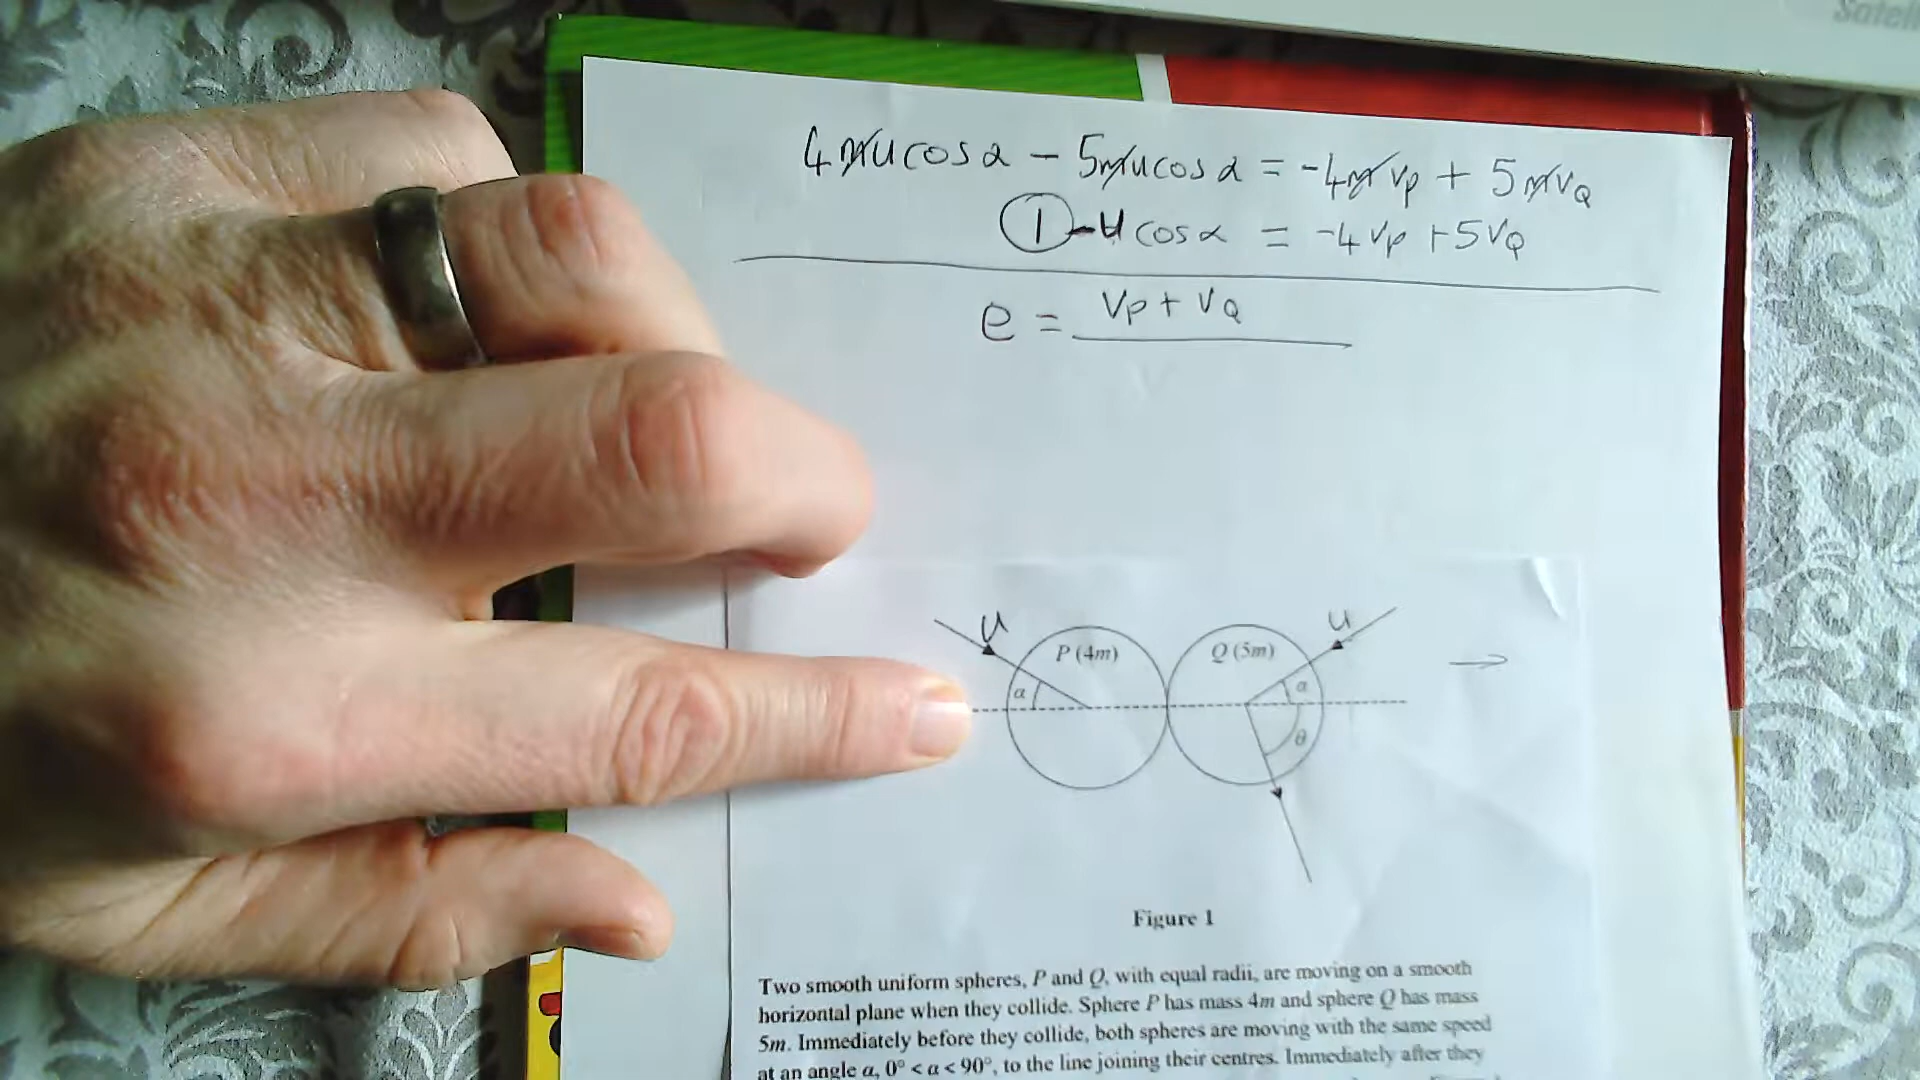 Satell
4mucosα - 5mucosα = -4mvp + 5mvQ
① -ucosα = -4vp + 5vQ
e = vp + vQ
u
u
P (4m)
Q (5m)
α
α
θ
Figure 1
Two smooth uniform spheres, P and Q, with equal radii, are moving on a smooth
horizontal plane when they collide. Sphere P has mass 4m and sphere Q has mass
5m. Immediately before they collide, both spheres are moving with the same speed
at an angle α, 0° < α < 90°, to the line joining their centres. Immediately after they